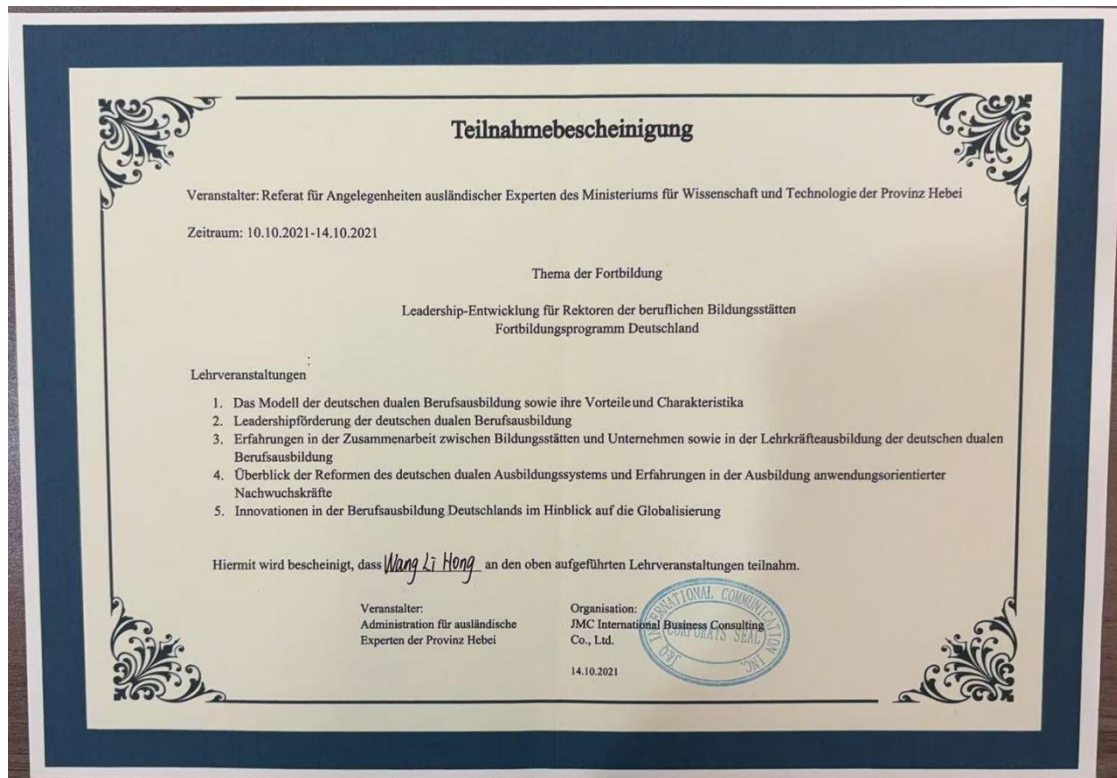 Teilnahmebescheinigung
Veranstalter: Referat für Angelegenheiten ausländischer Experten des Ministeriums für Wissenschaft und Technologie der Provinz Hebei
Zeitraum: 10.10.2021-14.10.2021
Thema der Fortbildung
Leadership-Entwicklung für Rektoren der beruflichen Bildungsstätten
Fortbildungsprogramm Deutschland
:
Lehrveranstaltungen
1. Das Modell der deutschen dualen Berufsausbildung sowie ihre Vorteile und Charakteristika
2. Leadershipförderung der deutschen dualen Berufsausbildung
3. Erfahrungen in der Zusammenarbeit zwischen Bildungsstätten und Unternehmen sowie in der Lehrkräfteausbildung der deutschen dualen
Berufsausbildung
4. Überblick der Reformen des deutschen dualen Ausbildungssystems und Erfahrungen in der Ausbildung anwendungsorientierter
Nachwuchskräfte
5. Innovationen in der Berufsausbildung Deutschlands im Hinblick auf die Globalisierung
Hiermit wird bescheinigt, dass Wang Li Hong an den oben aufgeführten Lehrveranstaltungen teilnahm.
Veranstalter:
Administration für ausländische
Experten der Provinz Hebei
Organisation:
JMC International Business Consulting
Co., Ltd.
14.10.2021
J&Q INTERNATIONAL COMMUNICATION INC.
CORPORATS SEAL